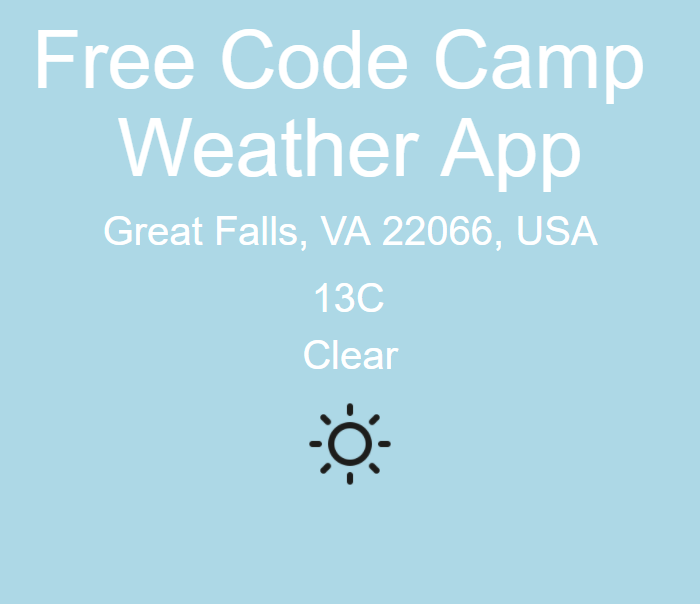 Free Code Camp
Weather App
Great Falls, VA 22066, USA
13C
Clear